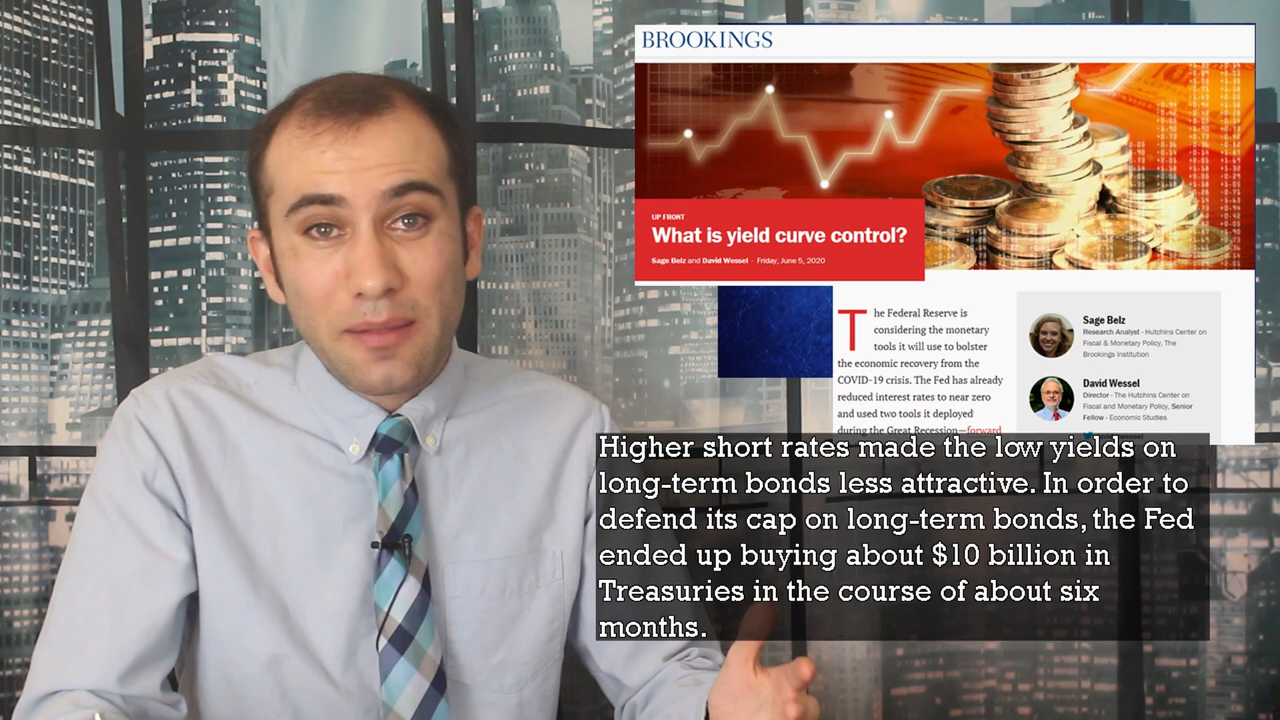 BROOKINGS
UP FRONT
What is yield curve control?
Sage Belz and David Wessel - Friday, June 5, 2020
The Federal Reserve is
considering the monetary
tools it will use to bolster
the economic recovery from the
COVID-19 crisis. The Fed has already
reduced interest rates to near zero
and used two tools it deployed
during the Great Recession—forward
Sage Belz
Research Analyst - Hutchins Center on
Fiscal & Monetary Policy, The
Brookings Institution
David Wessel
Director - The Hutchins Center on
Fiscal and Monetary Policy, Senior
Fellow - Economic Studies
Higher short rates made the low yields on
long-term bonds less attractive. In order to
defend its cap on long-term bonds, the Fed
ended up buying about $10 billion in
Treasuries in the course of about six
months.